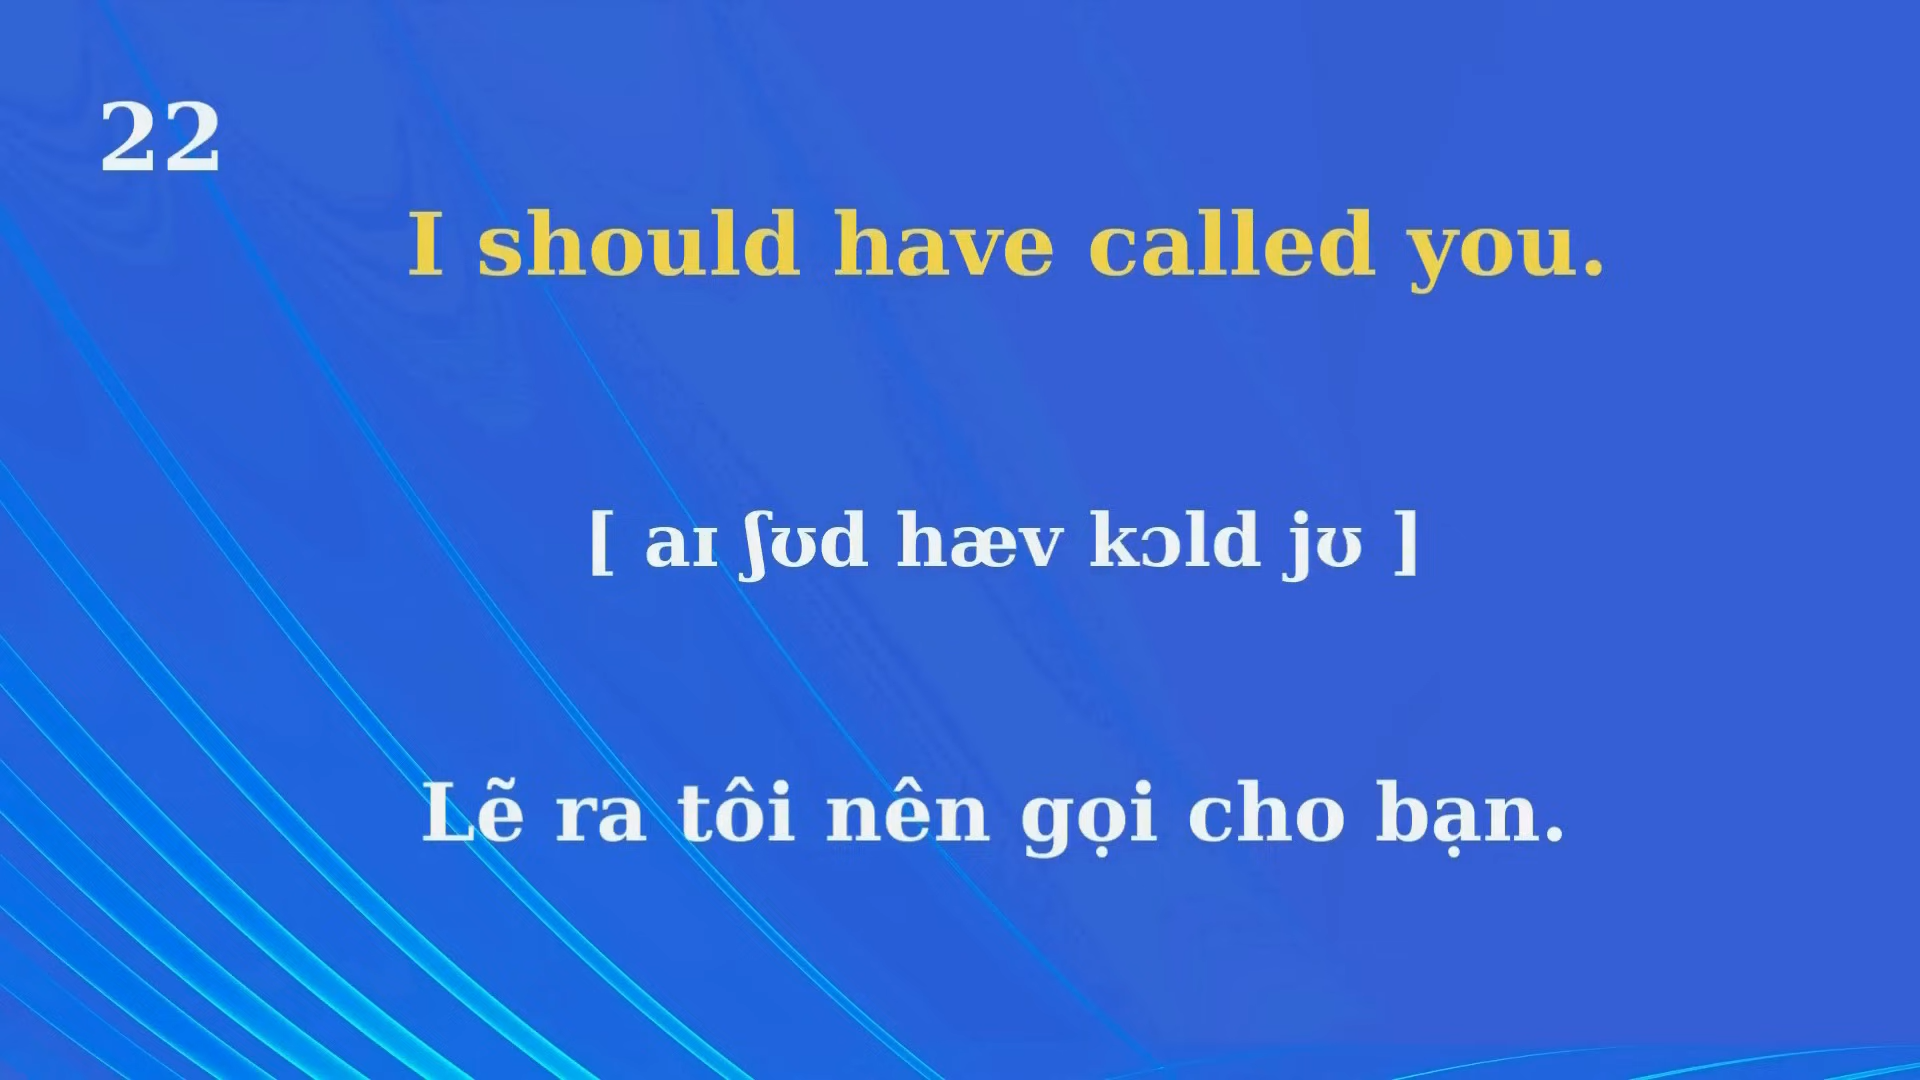 22
I should have called you.
[ aɪ ʃʊd hæv kɔld jʊ ]
Lẽ ra tôi nên gọi cho bạn.